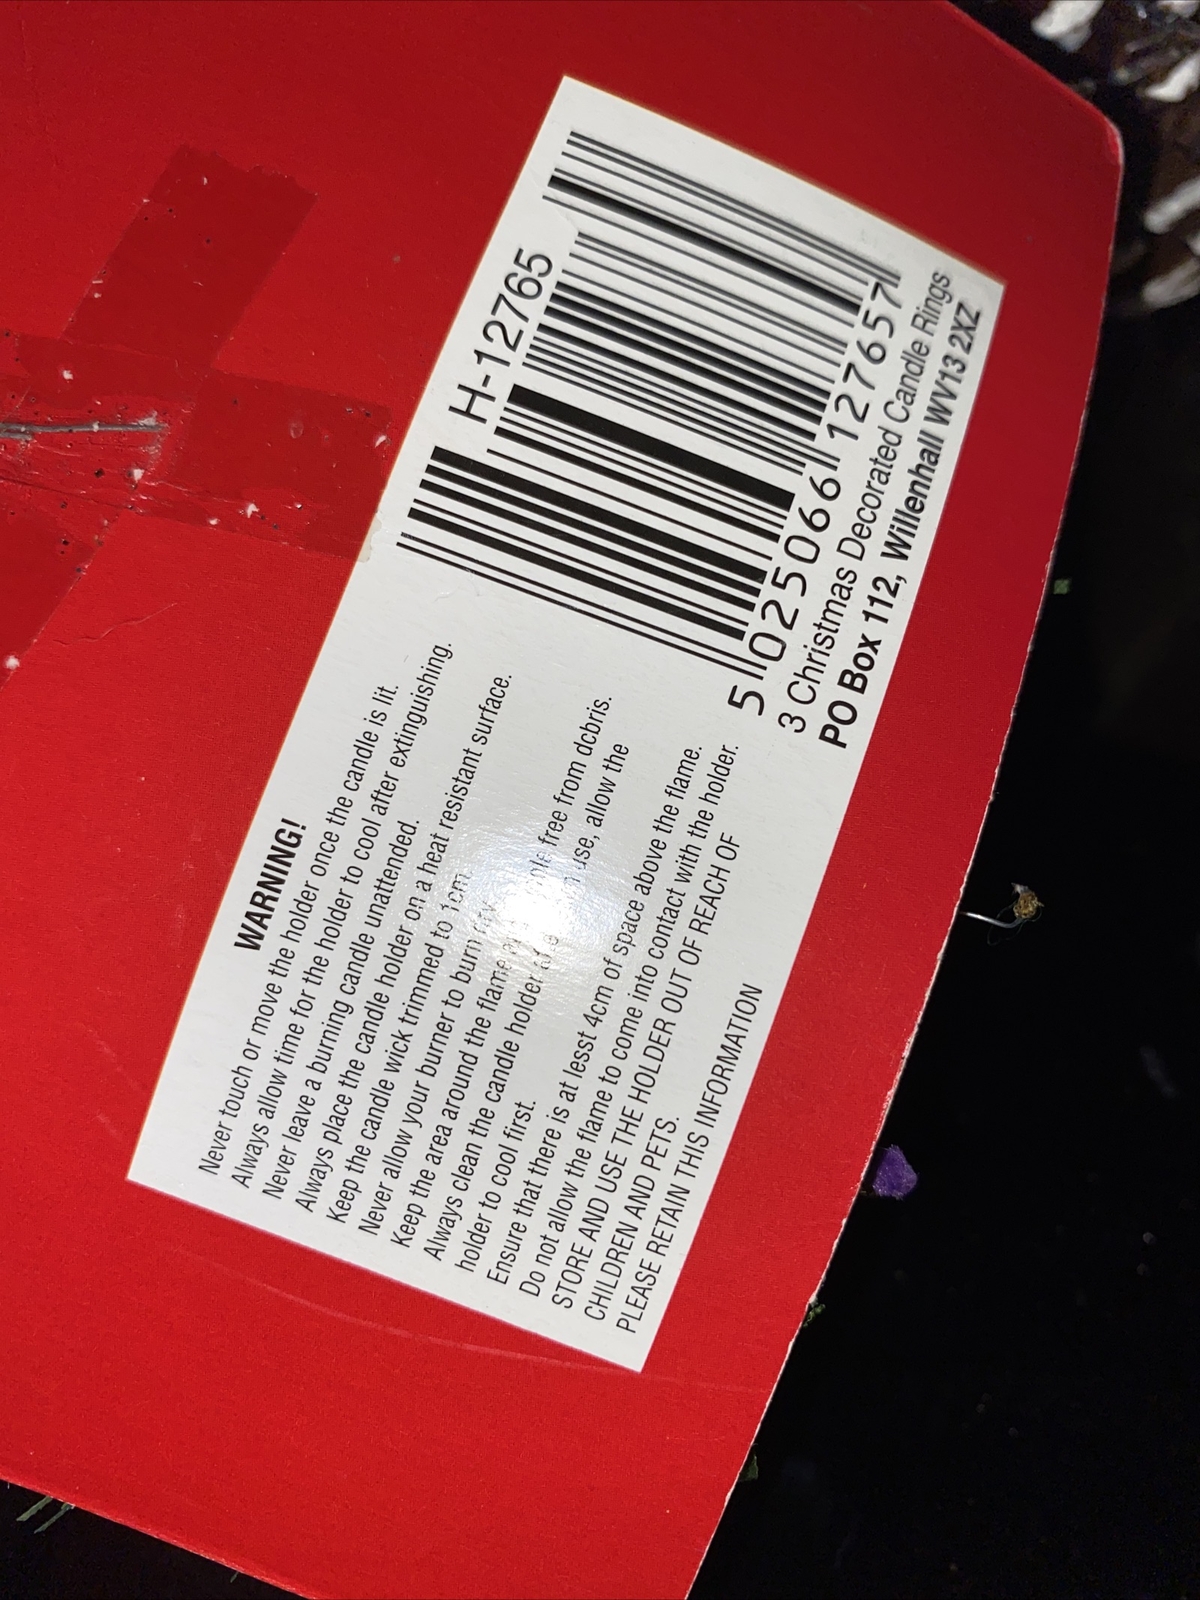 WARNING!
Never touch or move the holder once the candle is lit.
Always allow time for the holder to cool after extinguishing.
Never leave a burning candle unattended.
Always place the candle holder on a heat resistant surface.
Keep the candle wick trimmed to 1cm
Never allow your burner to burn dry
Keep the area around the flame free from dcbris.
Always clean the candle holder use, allow the
holder to cool first.
Ensure that there is at lesst 4cm of space above the flame.
Do not allow the flame to come into contact with the holder.
STORE AND USE THE HOLDER OUT OF REACH OF
CHILDREN AND PETS.
PLEASE RETAIN THIS INFORMATION
H-12765
5 025066 127657
3 Christmas Decorated Candle Rings
PO Box 112, Willenhall WV13 2XZ